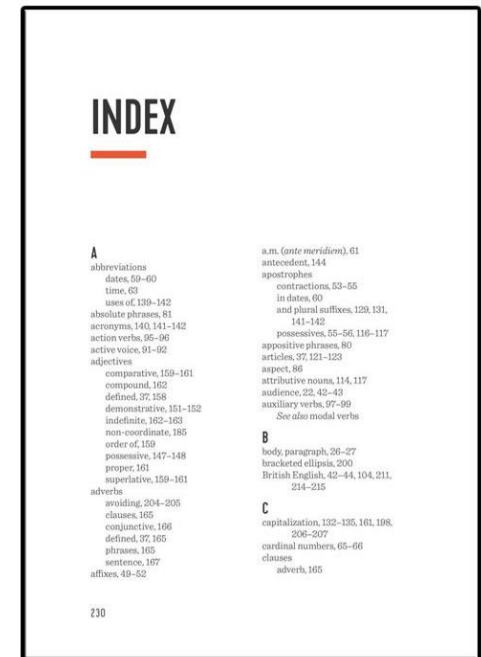 INDEX
A
abbreviations
dates, 59–60
time, 63
uses of, 139–142
absolute phrases, 81
acronyms, 140, 141–142
action verbs, 95–96
active voice, 91–92
adjectives
comparative, 159–161
compound, 162
defined, 37, 158
demonstrative, 151–152
indefinite, 162–163
non-coordinate, 185
order of, 159
possessive, 147–148
proper, 161
superlative, 159–161
adverbs
avoiding, 204–205
clauses, 165
conjunctive, 166
defined, 37, 165
phrases, 165
sentence, 167
affixes, 49–52
a.m. (ante meridiem), 61
antecedent, 144
apostrophes
contractions, 53–55
in dates, 60
and plural suffixes, 129, 131,
141–142
possessives, 55–56, 116–117
appositive phrases, 80
articles, 37, 121–123
aspect, 86
attributive nouns, 114, 117
audience, 22, 42–43
auxiliary verbs, 97–99
See also modal verbs
B
body, paragraph, 26–27
bracketed ellipsis, 200
British English, 42–44, 104, 211,
214–215
C
capitalization, 132–135, 161, 198,
206–207
cardinal numbers, 65–66
clauses
adverb, 165
230